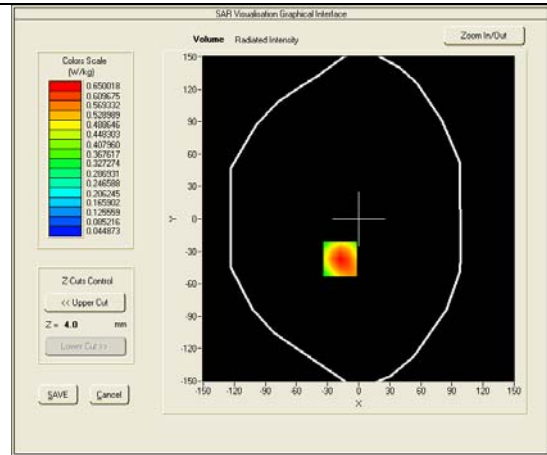 SAR Visualisation Graphical Interface
Volume Radiated Intensity
Zoom In/Out
Colors Scale
(W/kg)
0.650018
0.609675
0.569332
0.528989
0.488646
0.448303
0.407960
0.367617
0.327274
0.286931
0.246588
0.206245
0.165902
0.125559
0.085216
0.044873
Z Cuts Control
<< Upper Cut
Z = 4.0 mm
Lower Cut >>
SAVE Cancel
150
120
90
60
30
0
-30
-60
-90
-120
-150
Y
-150 -120 -90 -60 -30 0 30 60 90 120 150
X